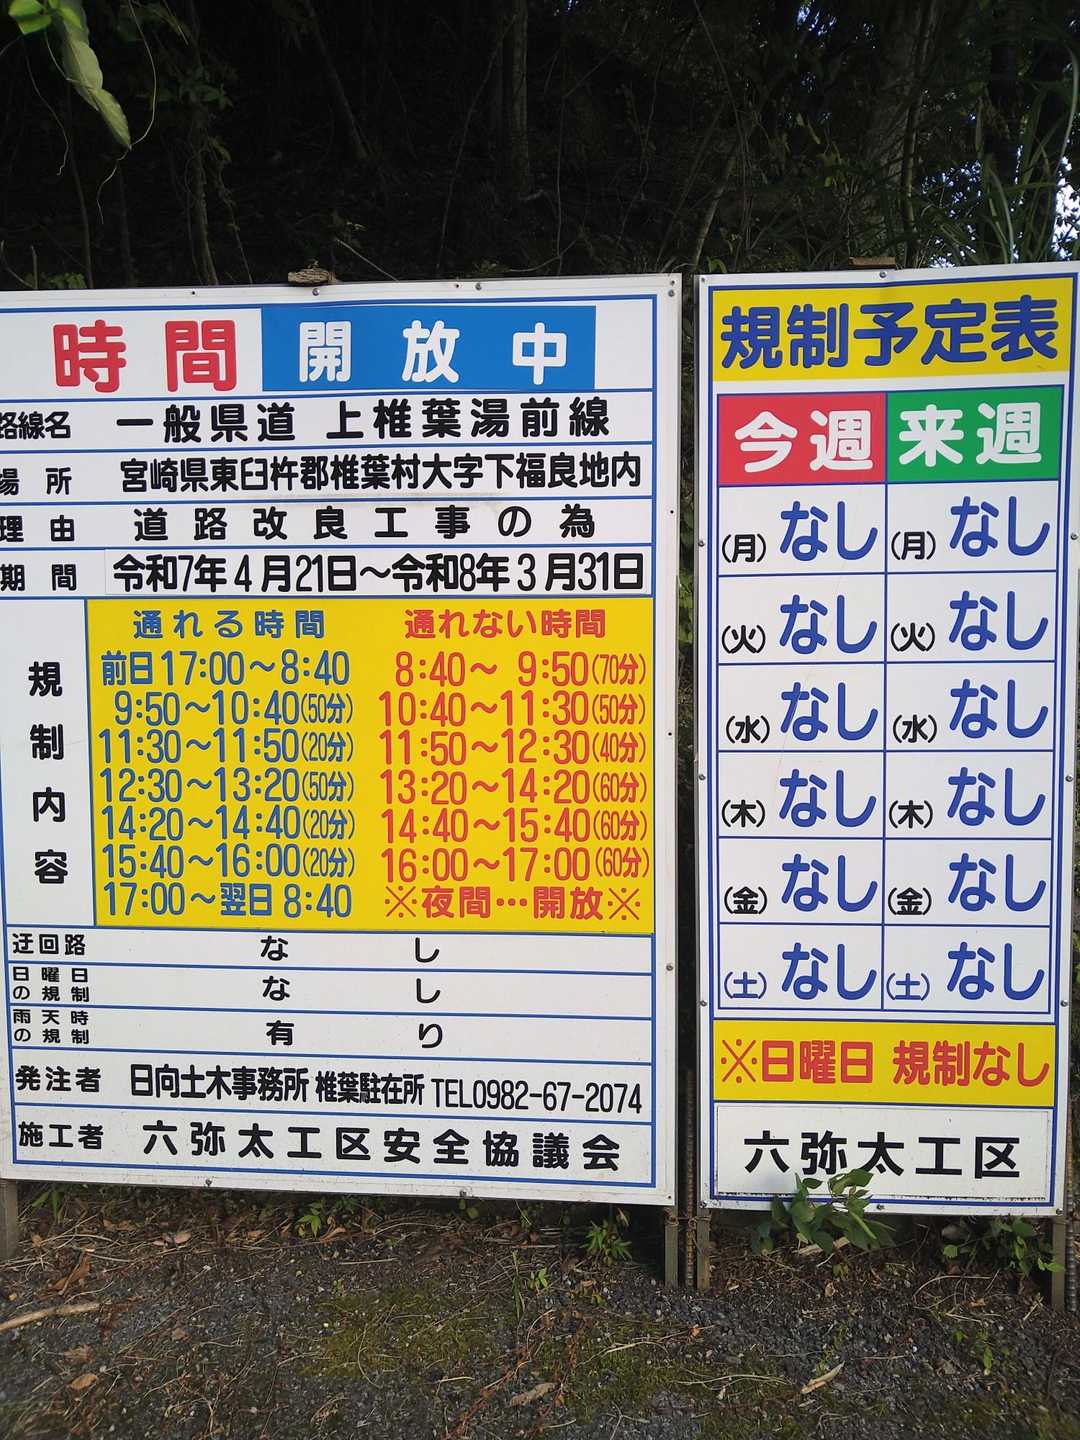 時間開放中
路線名 一般県道 上椎葉湯前線
場所 宮崎県東臼杵郡椎葉村大字下福良地内
理由 道路改良工事の為
期間 令和7年4月21日～令和8年3月31日
規制内容
通れる時間 通れない時間
前日17:00～8:40 8:40～9:50(70分)
9:50～10:40(50分) 10:40～11:30(50分)
11:30～11:50(20分) 11:50～12:30(40分)
12:30～13:20(50分) 13:20～14:20(60分)
14:20～14:40(20分) 14:40～15:40(60分)
15:40～16:00(20分) 16:00～17:00(60分)
17:00～翌日8:40 ※夜間…開放※
迂回路 なし
日曜日の規制 なし
雨天時の規制 有り
発注者 日向土木事務所 椎葉駐在所 TEL0982-67-2074
施工者 六弥太工区安全協議会
規制予定表
今週 来週
(月)なし (月)なし
(火)なし (火)なし
(水)なし (水)なし
(木)なし (木)なし
(金)なし (金)なし
(土)なし (土)なし
※日曜日 規制なし
六弥太工区